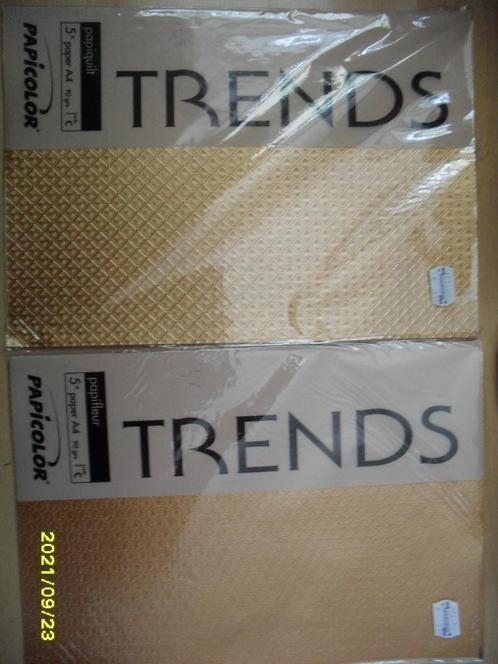 PAPICOLOR®
papiquilt
5* paper A4 90 gm
TRENDS
PAPICOLOR®
papifleur
5* paper A4 90 gm
TRENDS
4x
2021/09/23